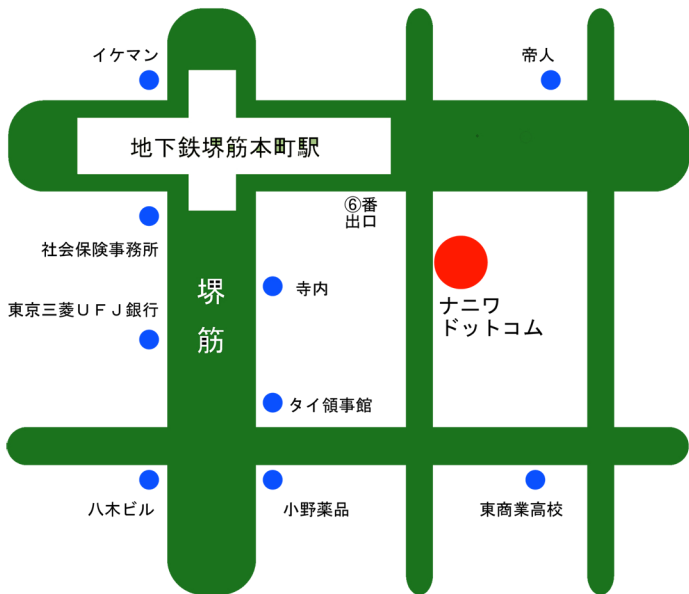 イケマン
帝人
地下鉄堺筋本町駅
⑥番
出口
社会保険事務所
寺内
堺
筋
ナニワ
ドットコム
東京三菱UFJ銀行
タイ領事館
八木ビル
小野薬品
東商業高校